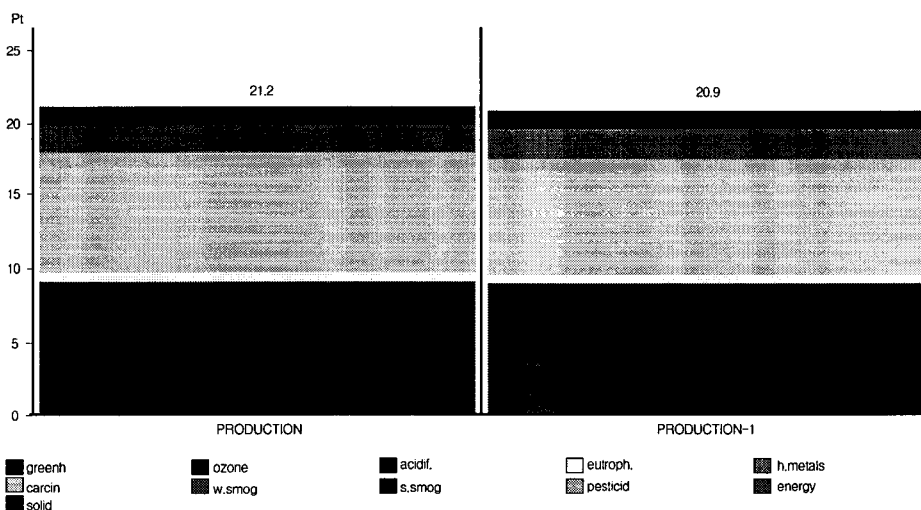 Pt
25
21.2
20.9
20
15
10
5
0
PRODUCTION PRODUCTION-1
greenh ozone acidif. eutroph. h.metals
carcin w.smog s.smog pesticid energy
solid